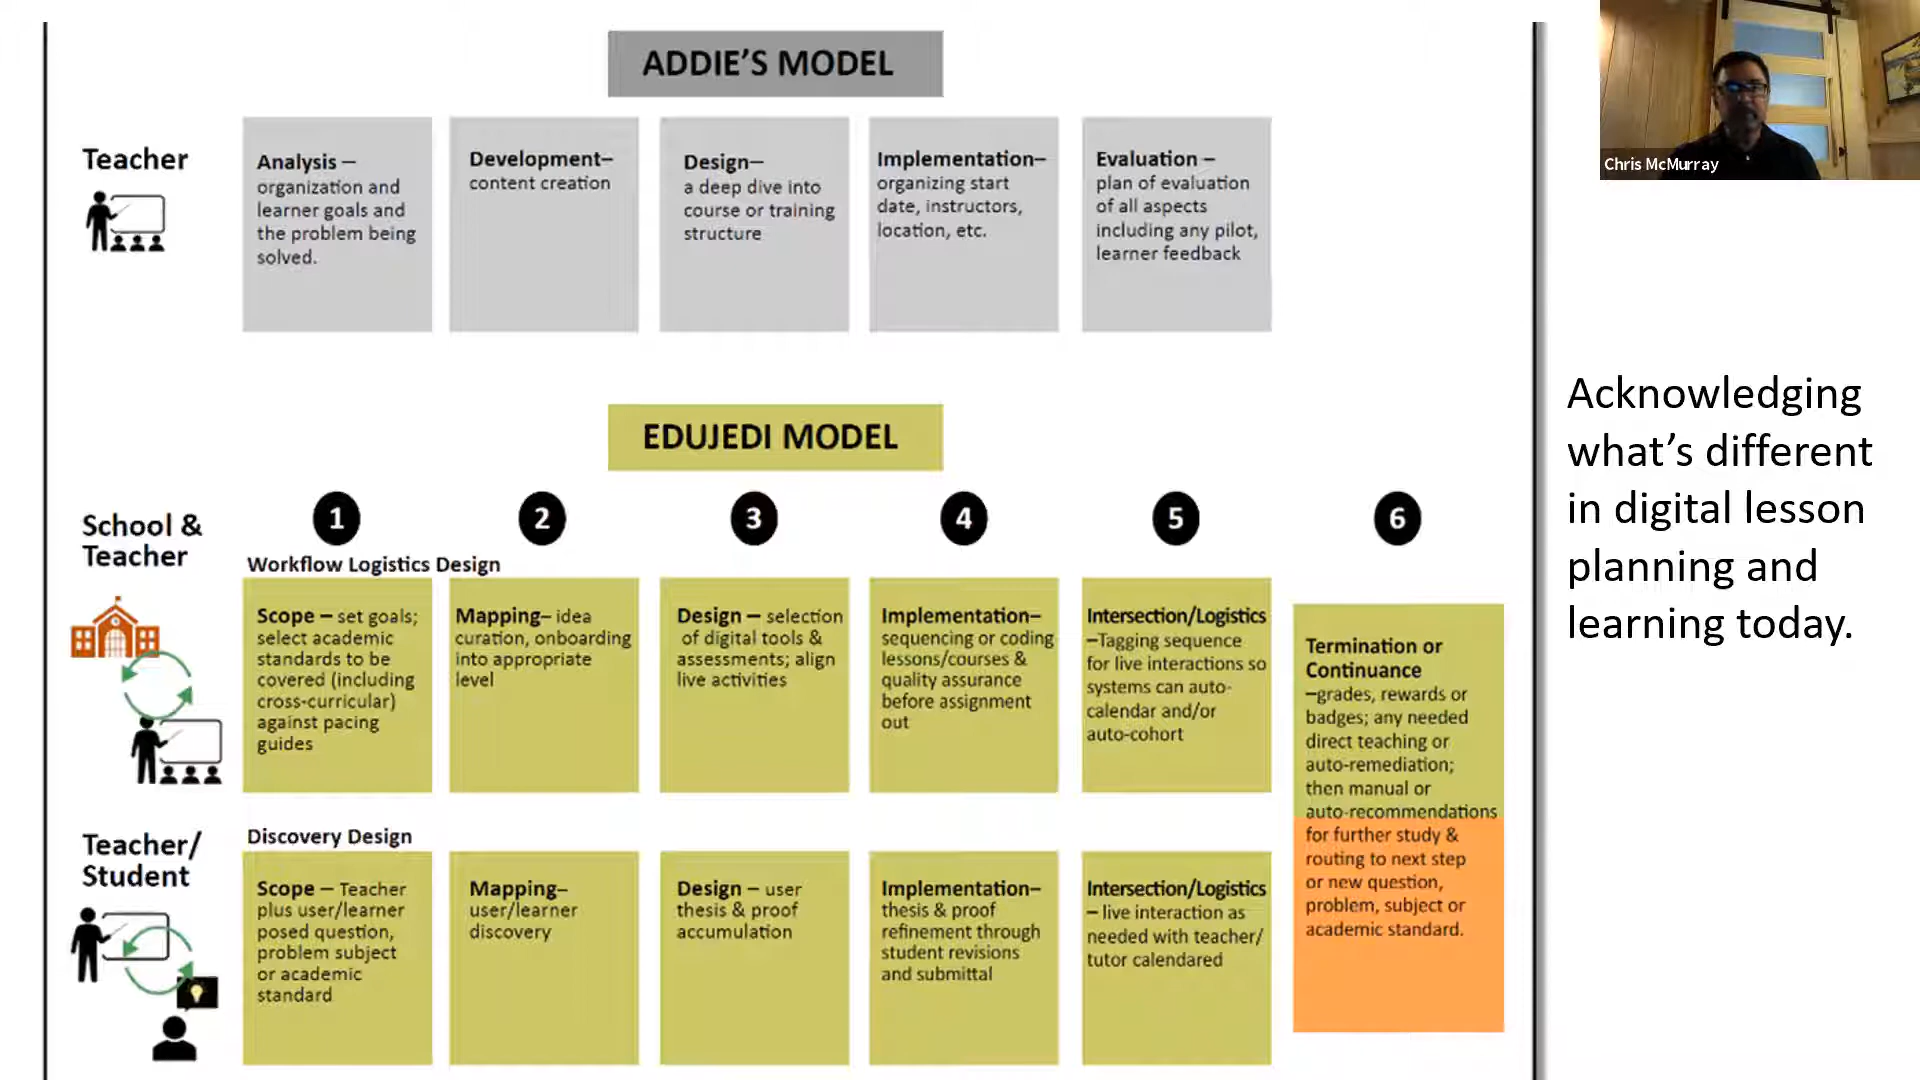 ADDIE’S MODEL
Teacher
Analysis –
organization and
learner goals and
the problem being
solved.
Development–
content creation
Design–
a deep dive into
course or training
structure
Implementation–
organizing start
date, instructors,
location, etc.
Evaluation –
plan of evaluation
of all aspects
including any pilot,
learner feedback
Chris McMurray
Acknowledging
what’s different
in digital lesson
planning and
learning today.
EDUJEDI MODEL
1
2
3
4
5
6
School &
Teacher
Workflow Logistics Design
Scope – set goals;
select academic
standards to be
covered (including
cross-curricular)
against pacing
guides
Mapping– idea
curation, onboarding
into appropriate
level
Design – selection
of digital tools &
assessments; align
live activities
Implementation–
sequencing or coding
lessons/courses &
quality assurance
before assignment
out
Intersection/Logistics
–Tagging sequence
for live interactions so
systems can auto-
calendar and/or
auto-cohort
Termination or
Continuance
–grades, rewards or
badges; any needed
direct teaching or
auto-remediation;
then manual or
auto-recommendations
for further study &
routing to next step
or new question,
problem, subject or
academic standard.
Teacher/
Student
Discovery Design
Scope – Teacher
plus user/learner
posed question,
problem subject
or academic
standard
Mapping–
user/learner
discovery
Design – user
thesis & proof
accumulation
Implementation–
thesis & proof
refinement through
student revisions
and submittal
Intersection/Logistics
– live interaction as
needed with teacher/
tutor calendared